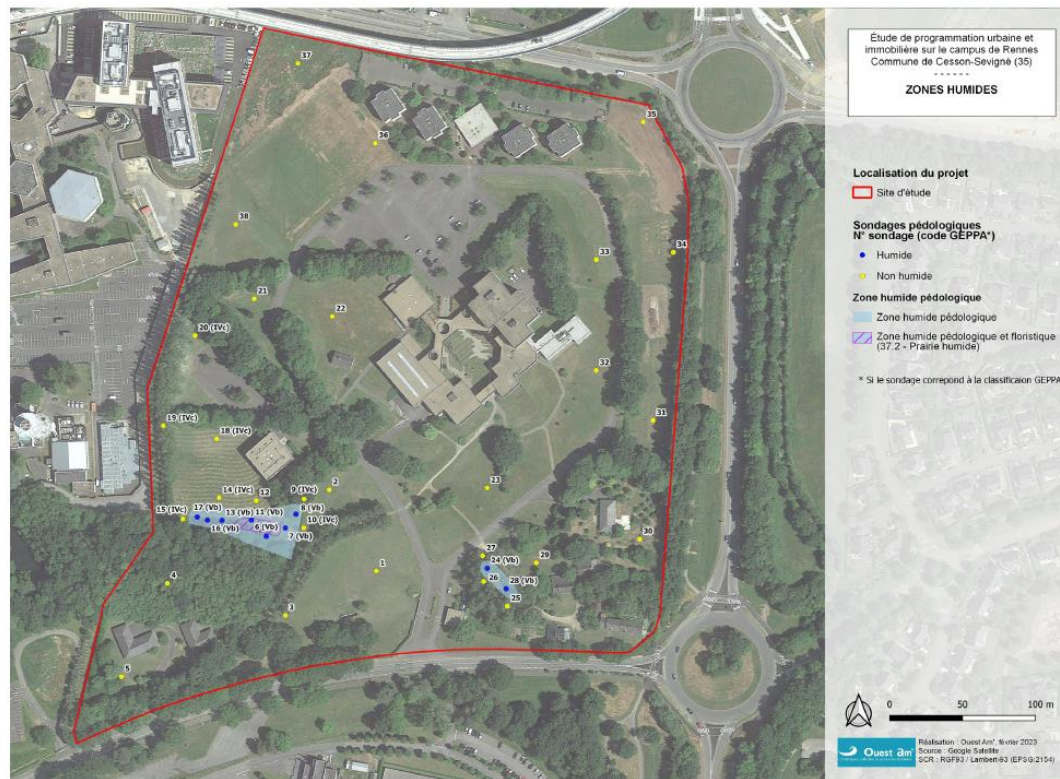 Étude de programmation urbaine et
immobilière sur le campus de Rennes
Commune de Cesson-Sevigné (35)
- - - - - -
ZONES HUMIDES
Localisation du projet
Site d'étude
Sondages pédologiques
N° sondage (code GEPPA*)
Humide
Non humide
Zone humide pédologique
Zone humide pédologique
Zone humide pédologique et floristique
(37.2 - Prairie humide)
* Si le sondage correpond à la classificaion GEPPA
37
35
36
38
33
34
21
22
20 (IVc)
32
31
19 (IVc)
18 (IVc)
23
2
14 (IVc)
12
9 (IVc)
15 (IVc)
17 (Vb)
13 (Vb)
11 (Vb)
8 (Vb)
16 (Vb)
6 (Vb)
7 (Vb)
10 (IVc)
30
27
29
24 (Vb)
26
28 (Vb)
25
1
4
3
5
0
50
100 m
Ouest Am'
Réalisation : Ouest Am', février 2023
Source : Google Satellite
SCR : RGF93 / Lambert-93 (EPSG:2154)